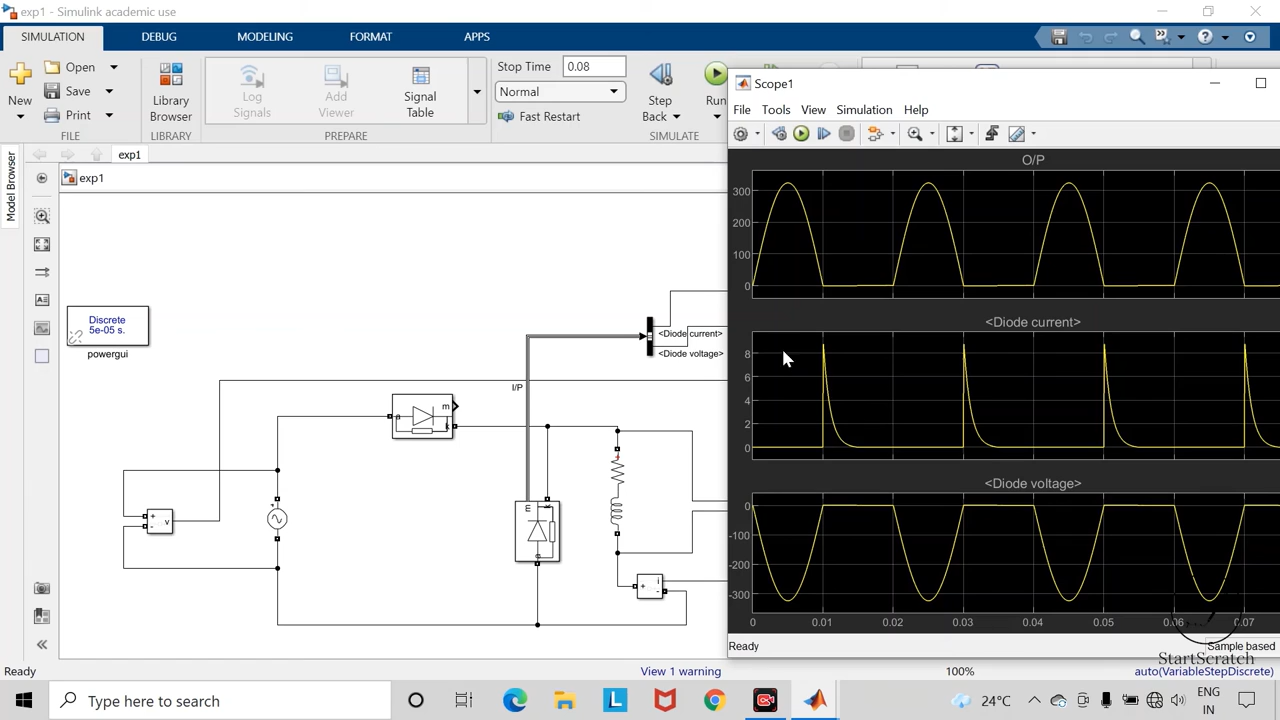 exp1 - Simulink academic use
SIMULATION DEBUG MODELING FORMAT APPS
New
Open
Save
Print
FILE
Library
Browser
LIBRARY
Log
Signals
Add
Viewer
Signal
Table
PREPARE
Stop Time 0.08
Normal
Fast Restart
Step
Back
Run
SIMULATE
Model Browser
exp1
exp1
Discrete
5e-05 s.
powergui
<Diode current>
<Diode voltage>
I/P
m
a
k
m
+
-
v
+
i
-
Scope1
File Tools View Simulation Help
O/P
300
200
100
0
<Diode current>
8
6
4
2
0
<Diode voltage>
0
-100
-200
-300
0 0.01 0.02 0.03 0.04 0.05 0.06 0.07
Ready Sample based
StartScratch
Ready View 1 warning 100% auto(VariableStepDiscrete)
Type here to search
24°C
ENG
IN